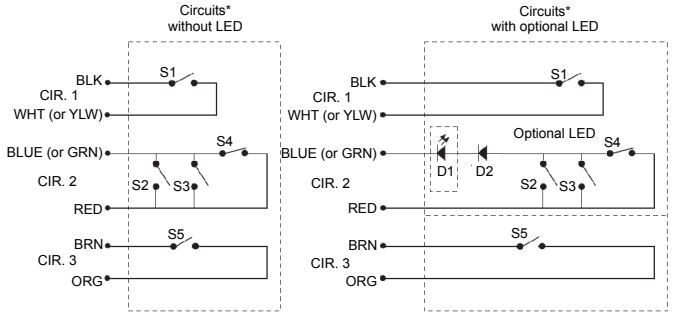 Circuits*
without LED
BLK
S1
CIR. 1
WHT (or YLW)
S4
BLUE (or GRN)
CIR. 2
S2
S3
RED
BRN
S5
CIR. 3
ORG
Circuits*
with optional LED
BLK
S1
CIR. 1
WHT (or YLW)
Optional LED
S4
BLUE (or GRN)
D1
D2
CIR. 2
S2
S3
RED
BRN
S5
CIR. 3
ORG